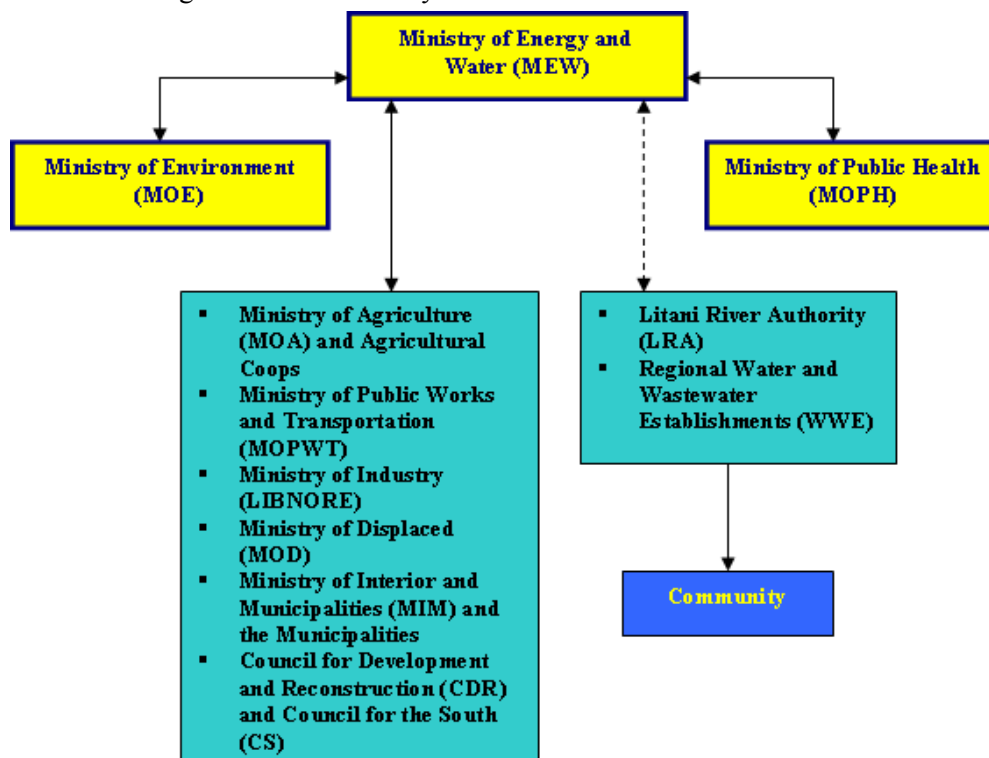 Ministry of Energy and
Water (MEW)
Ministry of Environment
(MOE)
Ministry of Public Health
(MOPH)
▪ Ministry of Agriculture
(MOA) and Agricultural
Coops
▪ Ministry of Public Works
and Transportation
(MOPWT)
▪ Ministry of Industry
(LIBNORE)
▪ Ministry of Displaced
(MOD)
▪ Ministry of Interior and
Municipalities (MIM) and
the Municipalities
▪ Council for Development
and Reconstruction (CDR)
and Council for the South
(CS)
▪ Litani River Authority
(LRA)
▪ Regional Water and
Wastewater
Establishments (WWE)
Community